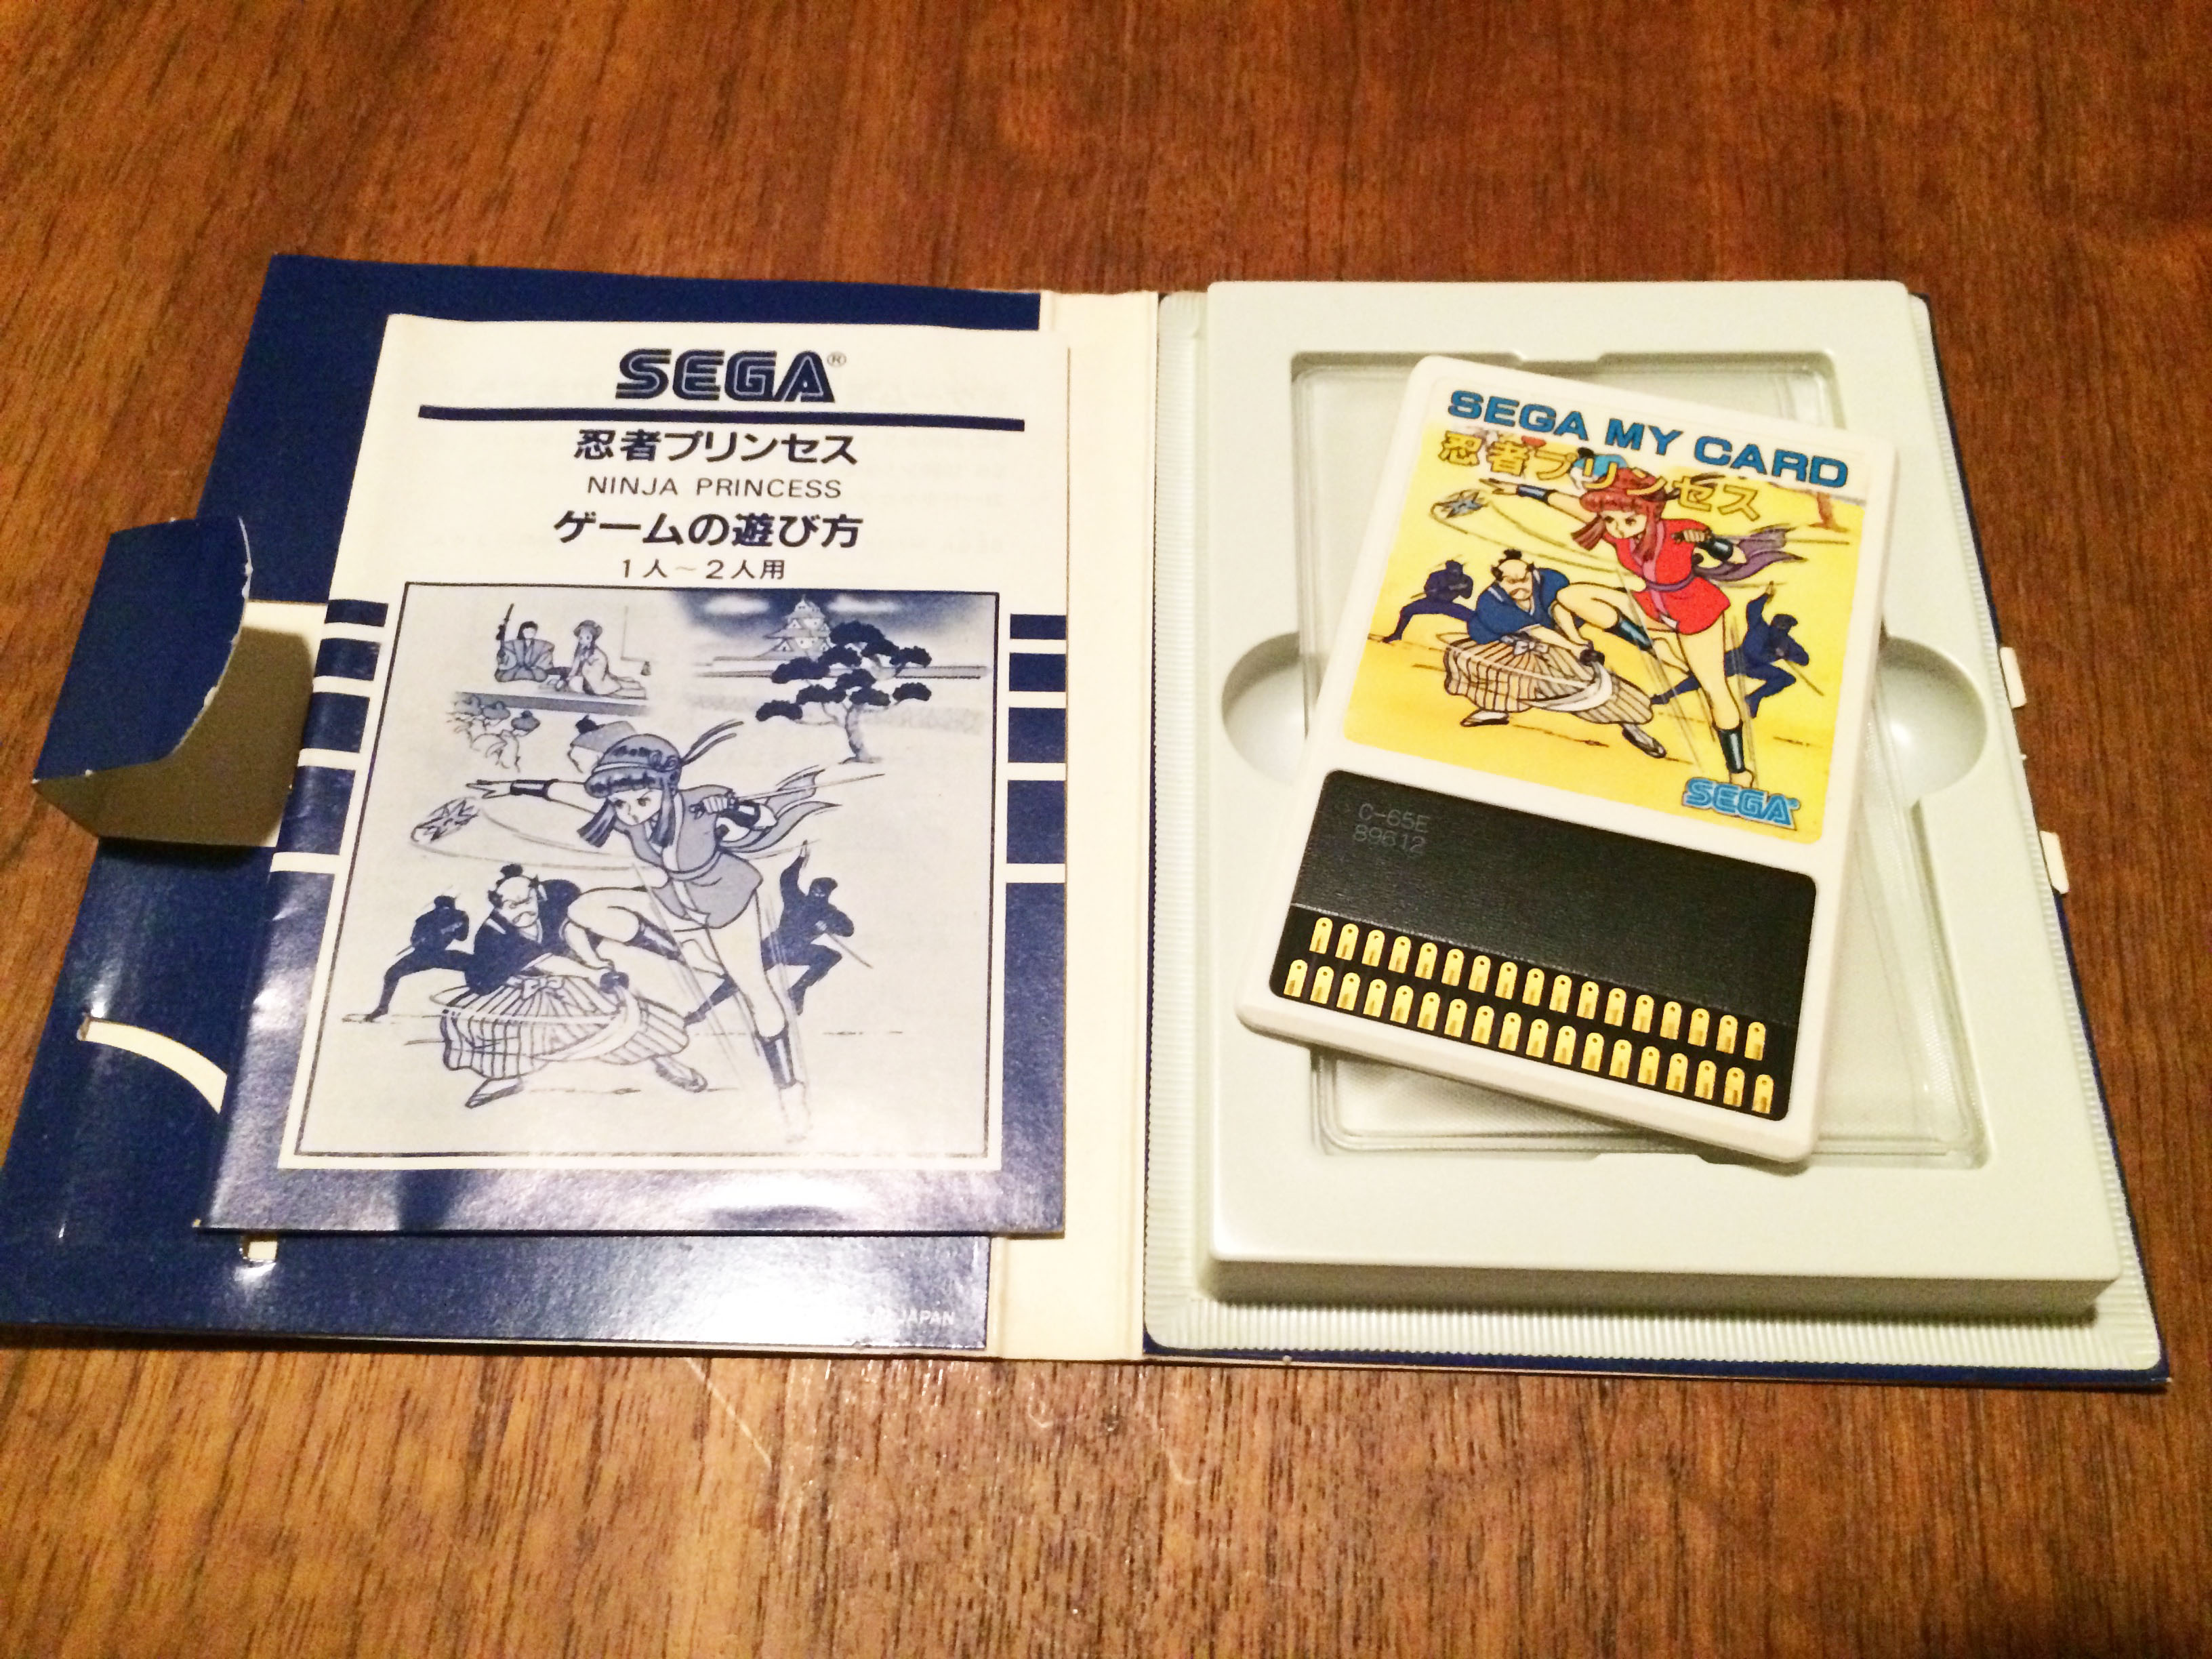 SEGA®
忍者プリンセス
NINJA PRINCESS
ゲームの遊び方
1人～2人用
JAPAN
SEGA MY CARD
忍者プリンセス
SEGA®
C-65E
89612